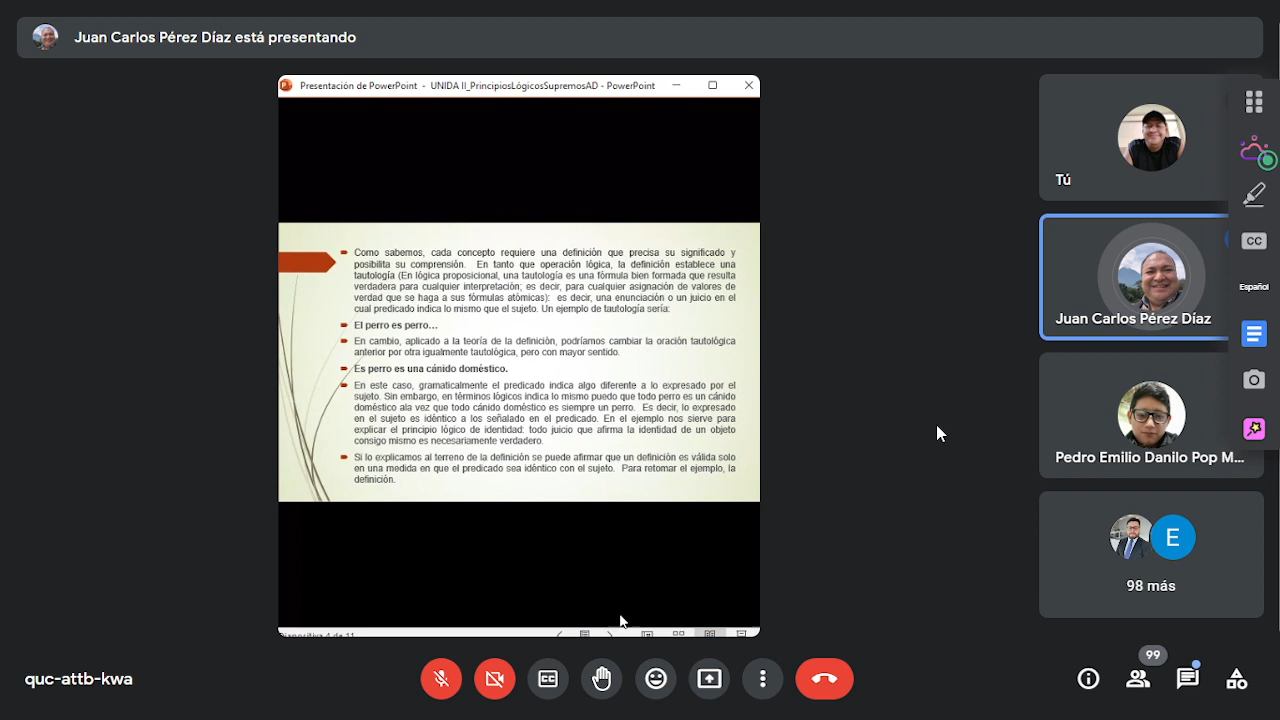 Juan Carlos Pérez Díaz está presentando
Presentación de PowerPoint - UNIDA II_PrincipiosLógicosSupremosAD - PowerPoint
Como sabemos, cada concepto requiere una definición que precisa su significado y
posibilita su comprensión. En tanto que operación lógica, la definición establece una
tautología (En lógica proposicional, una tautología es una fórmula bien formada que resulta
verdadera para cualquier interpretación; es decir, para cualquier asignación de valores de
verdad que se haga a sus fórmulas atómicas): es decir, una enunciación o un juicio en el
cual predicado indica lo mismo que el sujeto. Un ejemplo de tautología sería:
El perro es perro...
En cambio, aplicado a la teoría de la definición, podríamos cambiar la oración tautológica
anterior por otra igualmente tautológica, pero con mayor sentido.
Es perro es una cánido doméstico.
En este caso, gramaticalmente el predicado indica algo diferente a lo expresado por el
sujeto. Sin embargo, en términos lógicos indica lo mismo puedo que todo perro es un cánido
doméstico ala vez que todo cánido doméstico es siempre un perro. Es decir, lo expresado
en el sujeto es idéntico a los señalado en el predicado. En el ejemplo nos sirve para
explicar el principio lógico de identidad: todo juicio que afirma la identidad de un objeto
consigo mismo es necesariamente verdadero.
Si lo explicamos al terreno de la definición se puede afirmar que un definición es válida solo
en una medida en que el predicado sea idéntico con el sujeto. Para retomar el ejemplo, la
definición.
Diapositiva 4 de 11
Tú
Juan Carlos Pérez Díaz
Pedro Emilio Danilo Pop M...
E
98 más
CC
Español
quc-attb-kwa
99